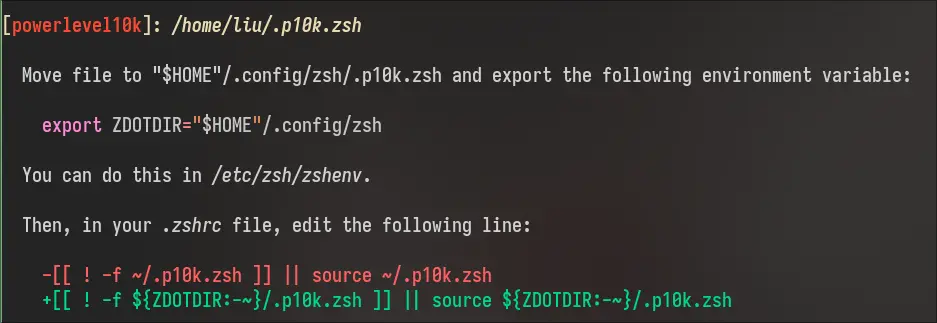 [powerlevel10k]: /home/liu/.p10k.zsh
Move file to "$HOME"/.config/zsh/.p10k.zsh and export the following environment variable:
export ZDOTDIR="$HOME"/.config/zsh
You can do this in /etc/zsh/zshenv.
Then, in your .zshrc file, edit the following line:
-[[ ! -f ~/.p10k.zsh ]] || source ~/.p10k.zsh
+[[ ! -f ${ZDOTDIR:-~}/.p10k.zsh ]] || source ${ZDOTDIR:-~}/.p10k.zsh